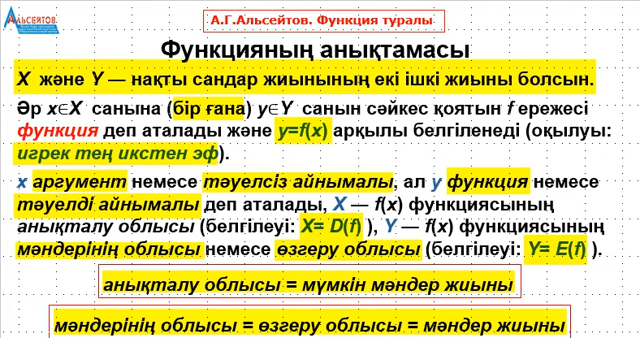 АЛЬСЕЙТОВ
А.Г.Альсейтов. Функция туралы
Функцияның анықтамасы
X және Y — нақты сандар жиынының екі ішкі жиыны болсын.
Әр x∈X санына (бір ғана) y∈Y санын сәйкес қоятын f ережесі
функция деп аталады және y=f(x) арқылы белгіленеді (оқылуы:
игрек тең икстен эф).
x аргумент немесе тәуелсіз айнымалы, ал y функция немесе
тәуелді айнымалы деп аталады, X — f(x) функциясының
анықталу облысы (белгілеуі: X= D(f) ), Y — f(x) функциясының
мәндерінің облысы немесе өзгеру облысы (белгілеуі: Y= E(f) ).
анықталу облысы = мүмкін мәндер жиыны
мәндерінің облысы = өзгеру облысы = мәндер жиыны